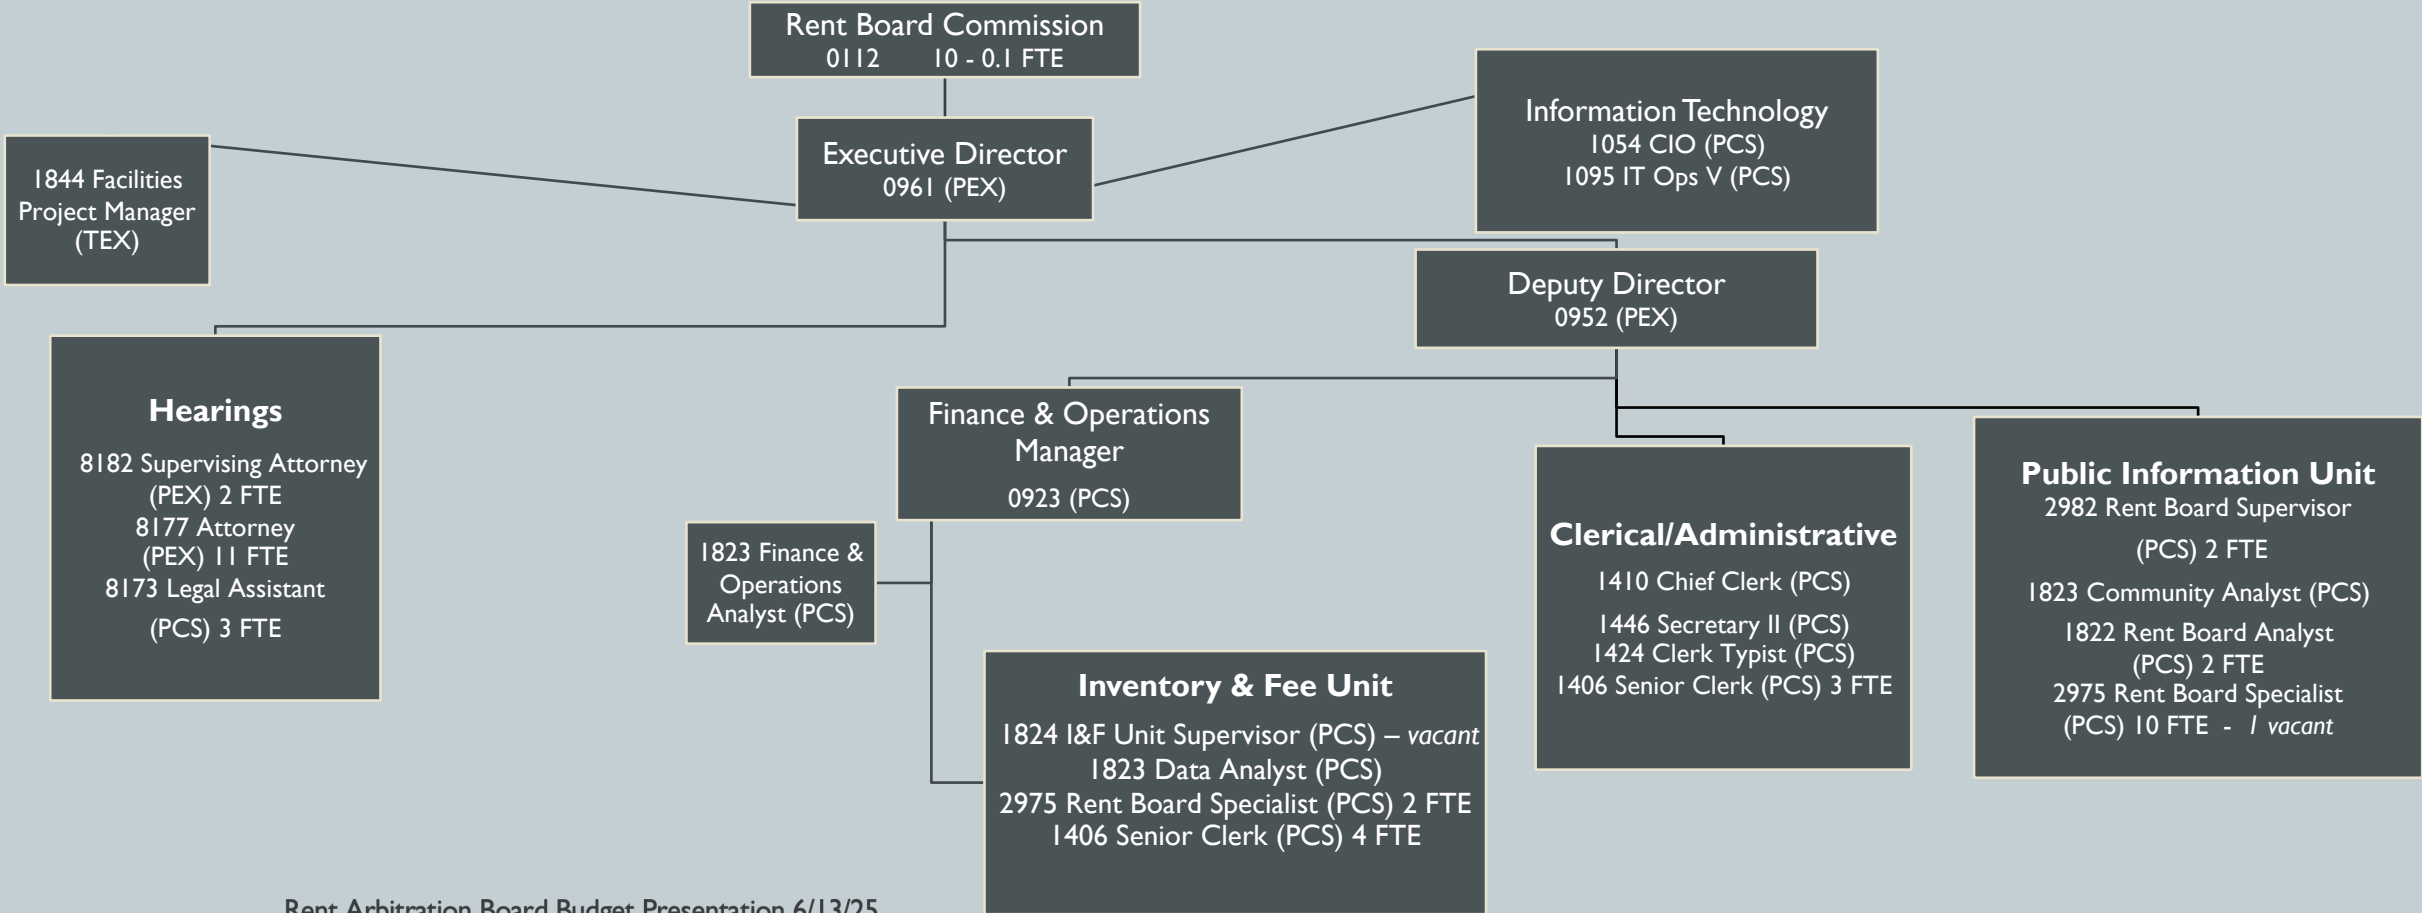 Rent Board Commission
0112 10 - 0.1 FTE
Executive Director
0961 (PEX)
Information Technology
1054 CIO (PCS)
1095 IT Ops V (PCS)
1844 Facilities
Project Manager
(TEX)
Deputy Director
0952 (PEX)
Hearings
8182 Supervising Attorney
(PEX) 2 FTE
8177 Attorney
(PEX) 11 FTE
8173 Legal Assistant
(PCS) 3 FTE
Finance & Operations
Manager
0923 (PCS)
1823 Finance &
Operations
Analyst (PCS)
Inventory & Fee Unit
1824 I&F Unit Supervisor (PCS) – vacant
1823 Data Analyst (PCS)
2975 Rent Board Specialist (PCS) 2 FTE
1406 Senior Clerk (PCS) 4 FTE
Clerical/Administrative
1410 Chief Clerk (PCS)
1446 Secretary II (PCS)
1424 Clerk Typist (PCS)
1406 Senior Clerk (PCS) 3 FTE
Public Information Unit
2982 Rent Board Supervisor
(PCS) 2 FTE
1823 Community Analyst (PCS)
1822 Rent Board Analyst
(PCS) 2 FTE
2975 Rent Board Specialist
(PCS) 10 FTE - 1 vacant
Rent Arbitration Board Budget Presentation 6/13/25